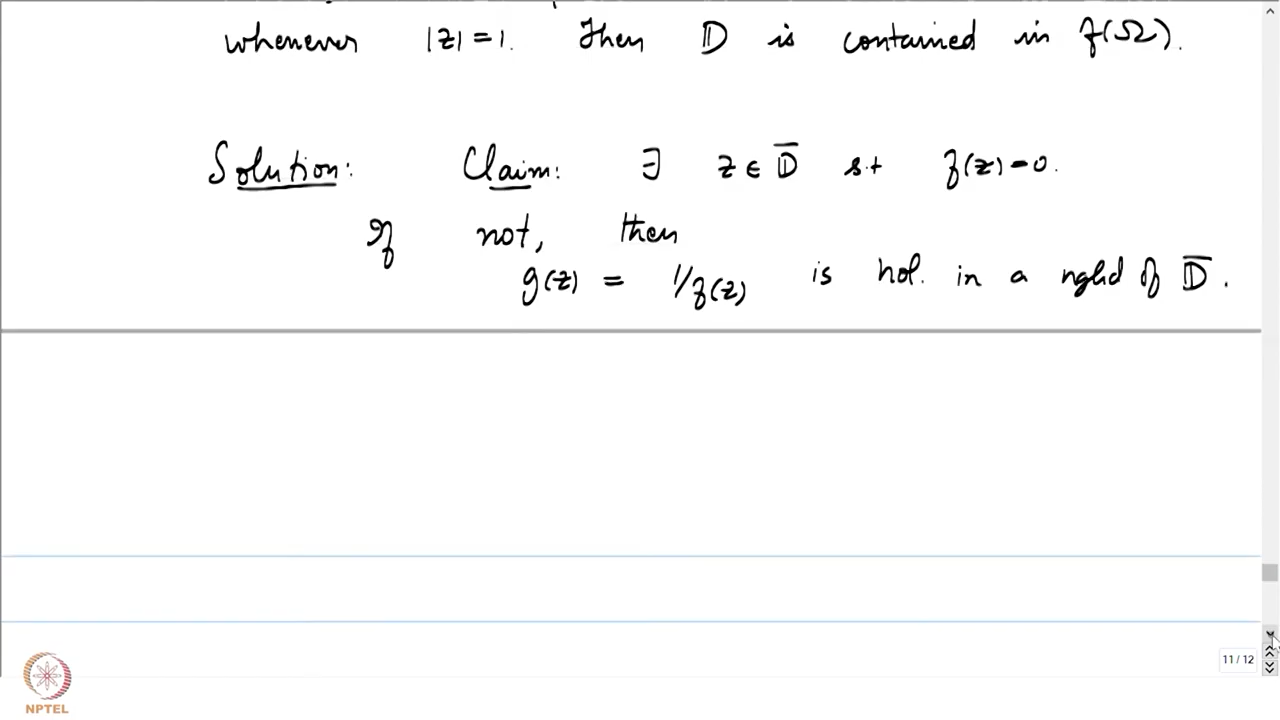 whenever |z| = 1. Then 𝔻 is contained in f(Ω).
Solution: Claim: ∃ z ∈ 𝔻̅ s.t f(z) = 0.
If not, then
g(z) = 1/f(z) is hol. in a nghd of 𝔻̅.
11 / 12
NPTEL